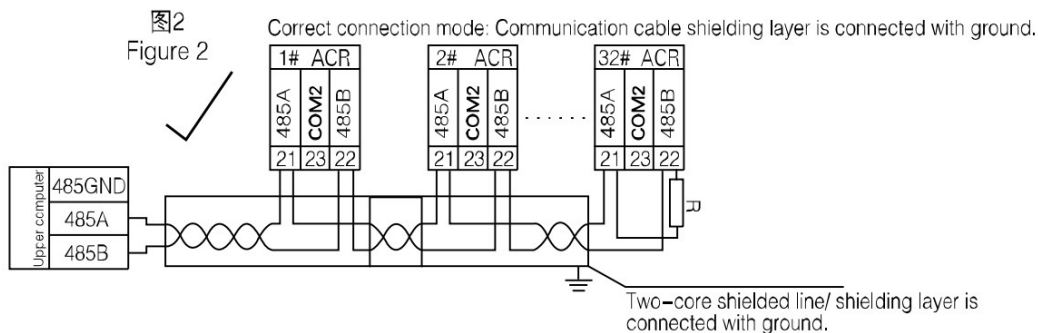 图2
Figure 2
Correct connection mode: Communication cable shielding layer is connected with ground.
1# ACR
485A
COM2
485B
21 23 22
2# ACR
485A
COM2
485B
21 23 22
......
32# ACR
485A
COM2
485B
21 23 22
R
Upper computer
485GND
485A
485B
Two-core shielded line/ shielding layer is
connected with ground.